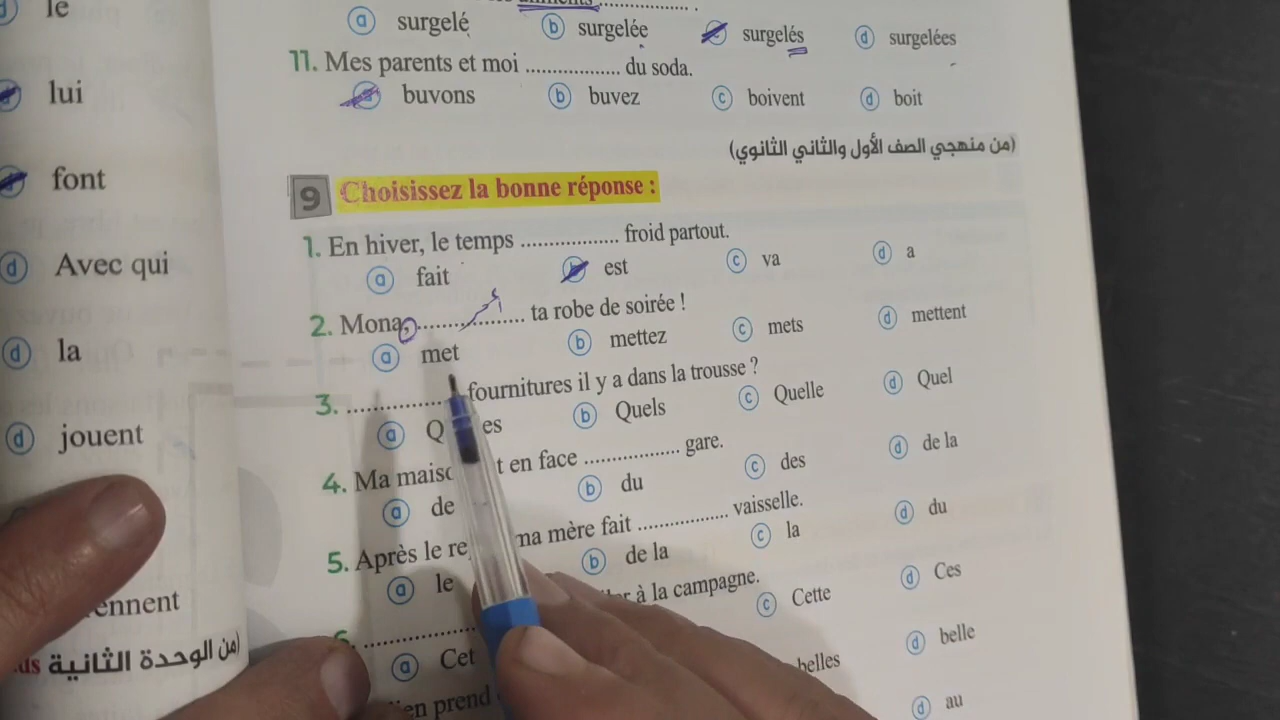 le
lui
font
d Avec qui
d la
d jouent
ennent
(من الوحدة الثانية
a surgelé b surgelée surgelés d surgelées
11. Mes parents et moi .................. du soda.
buvons b buvez c boivent d boit
(من منهجي الصف الأول والثاني الثانوي)
9 Choisissez la bonne réponse :
1. En hiver, le temps .................. froid partout.
a fait b est c va d a
2. Mona, .................. ta robe de soirée !
a met b mettez c mets d mettent
3. .................. fournitures il y a dans la trousse ?
a b Quels c Quelle d Quel
4. Ma en face .................. gare.
a de b du c des d de la
5. Après le ma mère fait .................. vaisselle.
a le b de la c la d du
.................. à la campagne.
a Cet c Cette d Ces
belles d belle
prend
d au